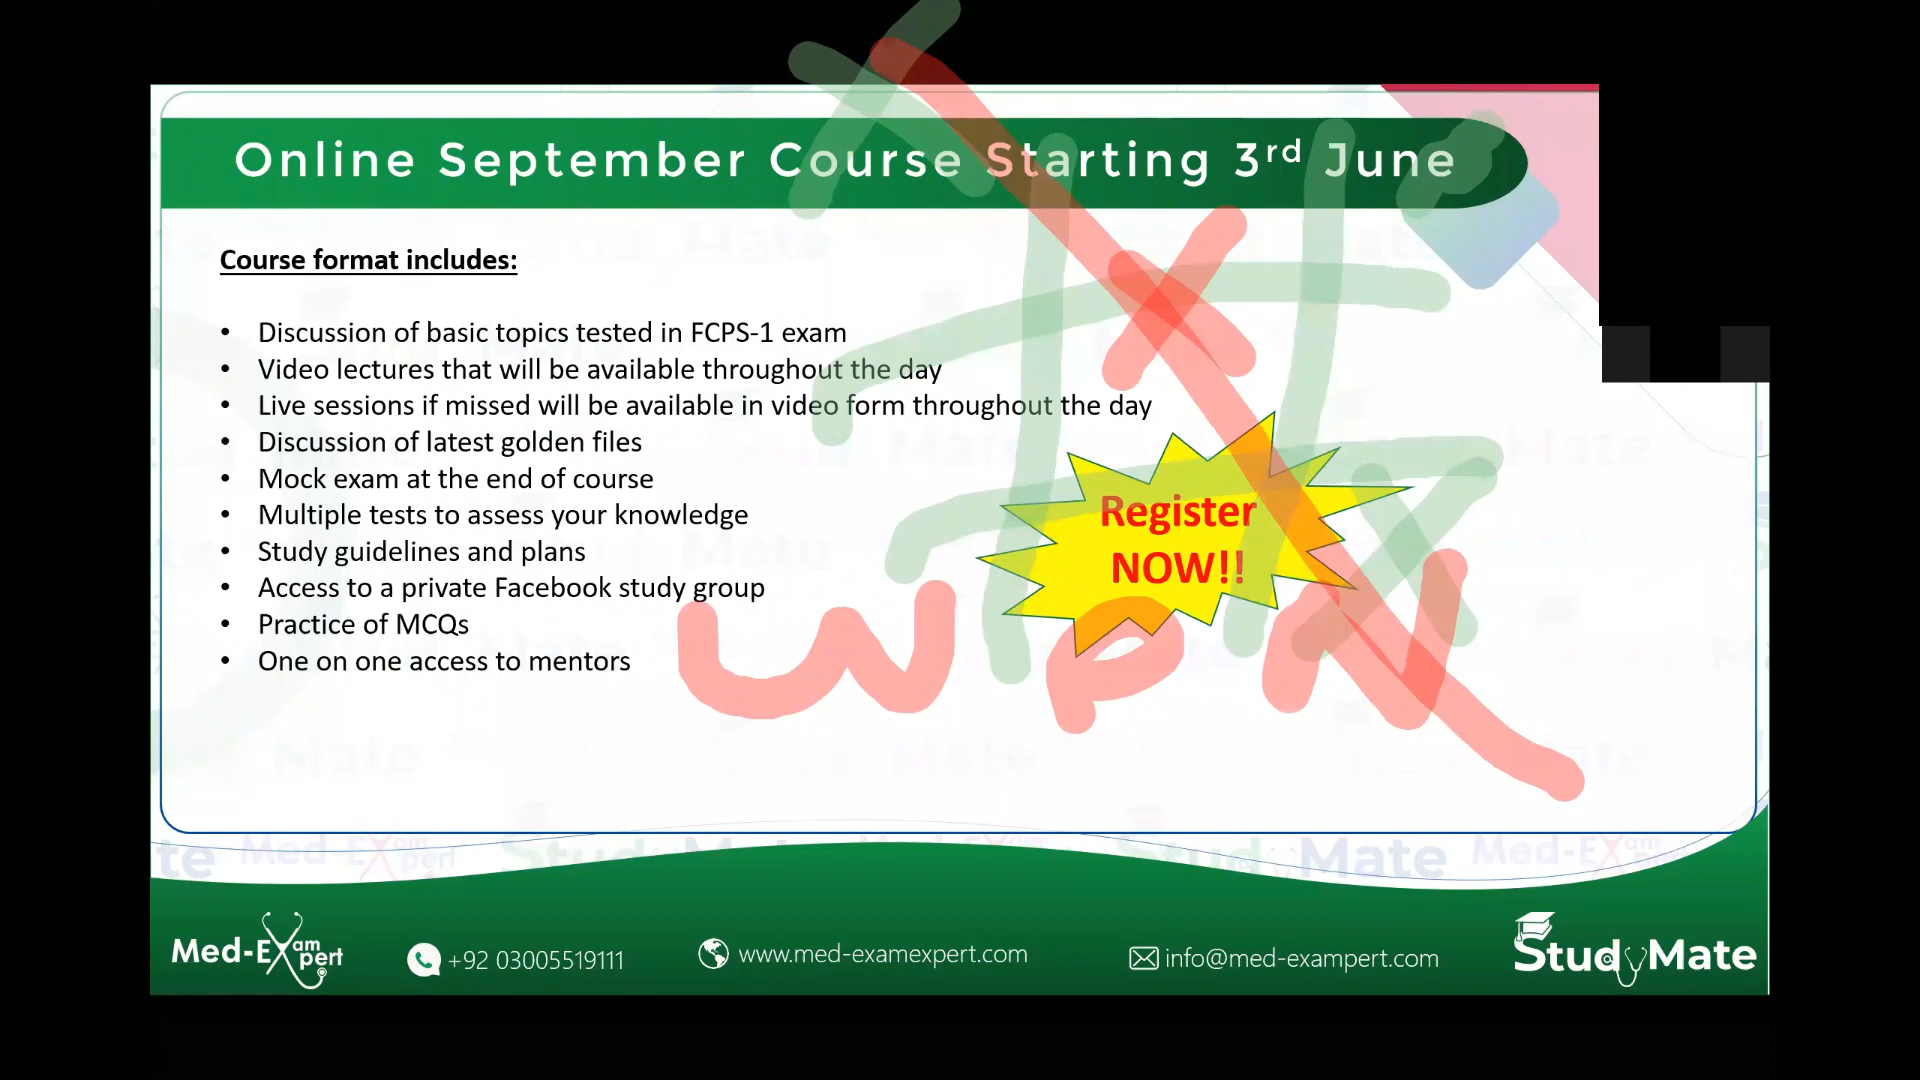 Online September Course Starting 3rd June
Course format includes:
• Discussion of basic topics tested in FCPS-1 exam
• Video lectures that will be available throughout the day
• Live sessions if missed will be available in video form throughout the day
• Discussion of latest golden files
• Mock exam at the end of course
• Multiple tests to assess your knowledge
• Study guidelines and plans
• Access to a private Facebook study group
• Practice of MCQs
• One on one access to mentors
Register
NOW!!
WPN
Med-Exam Expert
+92 03005519111
www.med-examexpert.com
info@med-exampert.com
StudyMate